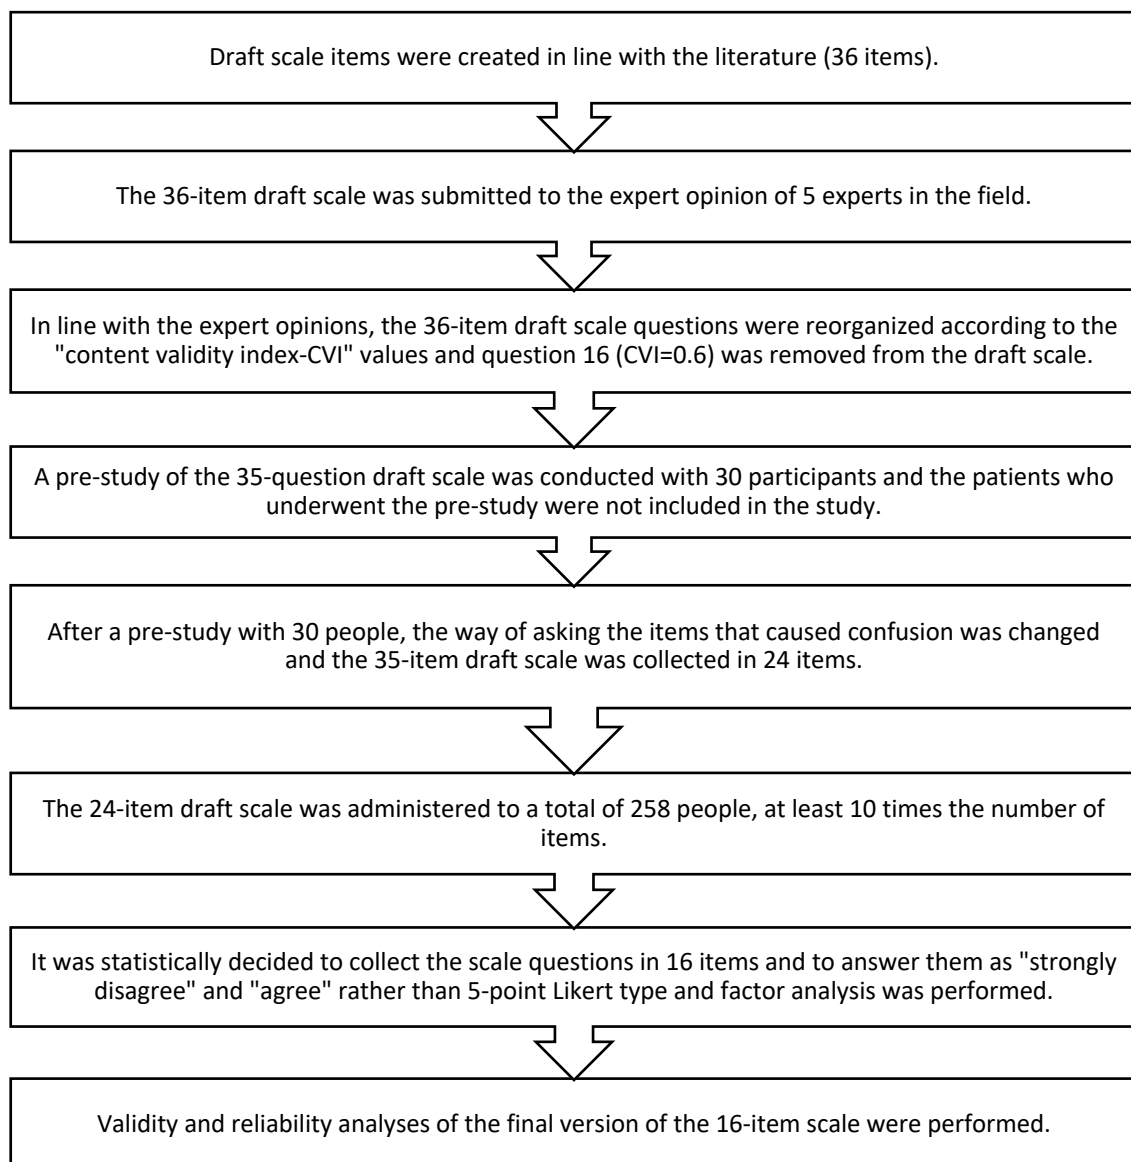 Draft scale items were created in line with the literature (36 items).
The 36-item draft scale was submitted to the expert opinion of 5 experts in the field.
In line with the expert opinions, the 36-item draft scale questions were reorganized according to the
"content validity index-CVI" values and question 16 (CVI=0.6) was removed from the draft scale.
A pre-study of the 35-question draft scale was conducted with 30 participants and the patients who
underwent the pre-study were not included in the study.
After a pre-study with 30 people, the way of asking the items that caused confusion was changed
and the 35-item draft scale was collected in 24 items.
The 24-item draft scale was administered to a total of 258 people, at least 10 times the number of
items.
It was statistically decided to collect the scale questions in 16 items and to answer them as "strongly
disagree" and "agree" rather than 5-point Likert type and factor analysis was performed.
Validity and reliability analyses of the final version of the 16-item scale were performed.